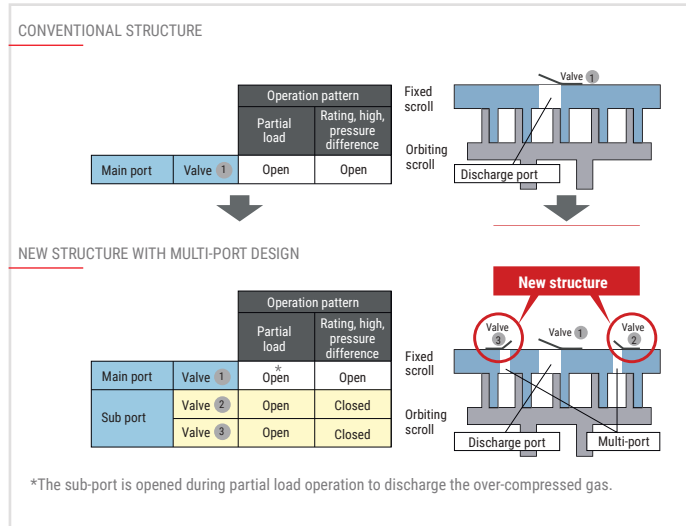 CONVENTIONAL STRUCTURE
Operation pattern
Partial
load
Rating, high,
pressure
difference
Main port Valve 1 Open Open
Fixed
scroll
Orbiting
scroll
Valve 1
Discharge port
NEW STRUCTURE WITH MULTI-PORT DESIGN
Operation pattern
Partial
load
Rating, high,
pressure
difference
Main port Valve 1 Open* Open
Sub port
Valve 2 Open Closed
Valve 3 Open Closed
New structure
Valve
3
Valve 1
Valve
2
Fixed
scroll
Orbiting
scroll
Discharge port Multi-port
*The sub-port is opened during partial load operation to discharge the over-compressed gas.